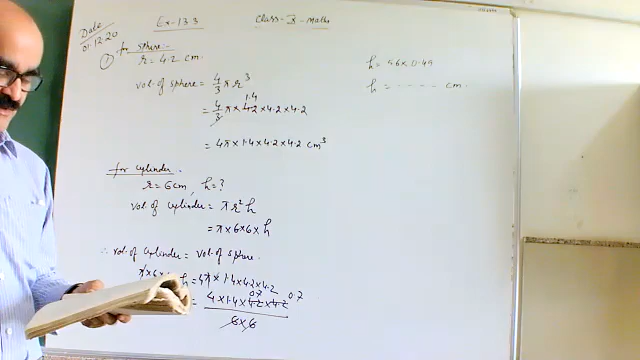 Date
01.12.20
Ex-13.3
Class-X-Maths
① for sphere:-
r = 4.2 cm.
vol. of sphere = 4/3 π r³
= 4/3 π × 4.2 × 4.2 × 4.2
1.4
= 4π × 1.4 × 4.2 × 4.2 cm³
for cylinder.
r = 6cm, h = ?
vol. of cylinder = π r² h
= π × 6 × 6 × h
∴ vol. of cylinder = vol. of sphere
π × 6 × h = 4π × 1.4 × 4.2 × 4.2
= 4 × 1.4 × 4.2 × 4.2 / 6 × 6
0.7 0.7
h = 5.6 × 0.49
h = - - - - - cm.